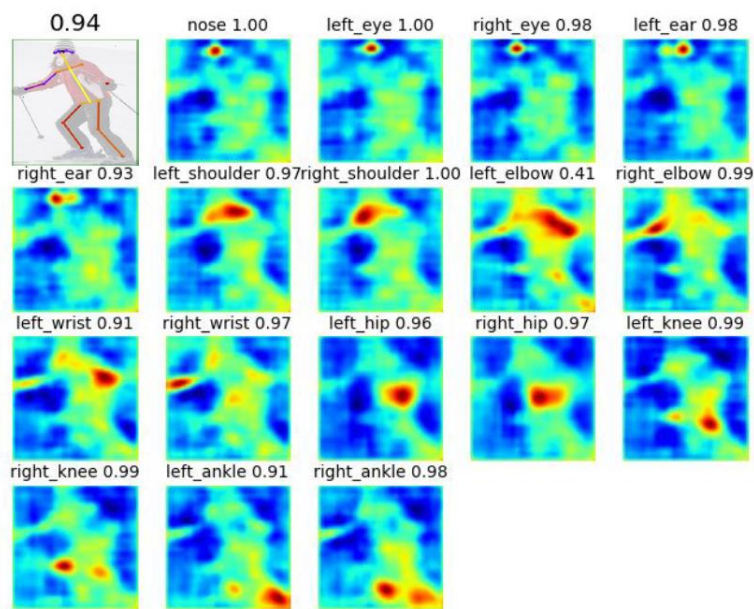 0.94 nose 1.00 left_eye 1.00 right_eye 0.98 left_ear 0.98
right_ear 0.93 left_shoulder 0.97 right_shoulder 1.00 left_elbow 0.41 right_elbow 0.99
left_wrist 0.91 right_wrist 0.97 left_hip 0.96 right_hip 0.97 left_knee 0.99
right_knee 0.99 left_ankle 0.91 right_ankle 0.98